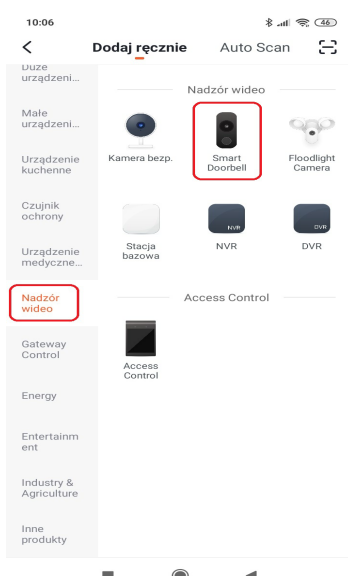 10:06
46
Dodaj ręcznie
Auto Scan
Duże
urządzeni...
Małe
urządzeni...
Urządzenie
kuchenne
Czujnik
ochrony
Urządzenie
medyczne...
Nadzór
wideo
Gateway
Control
Energy
Entertainm
ent
Industry &
Agriculture
Inne
produkty
Nadzór wideo
Kamera bezp.
Smart
Doorbell
Floodlight
Camera
Stacja
bazowa
NVR
NVR
DVR
DVR
Access Control
Access
Control